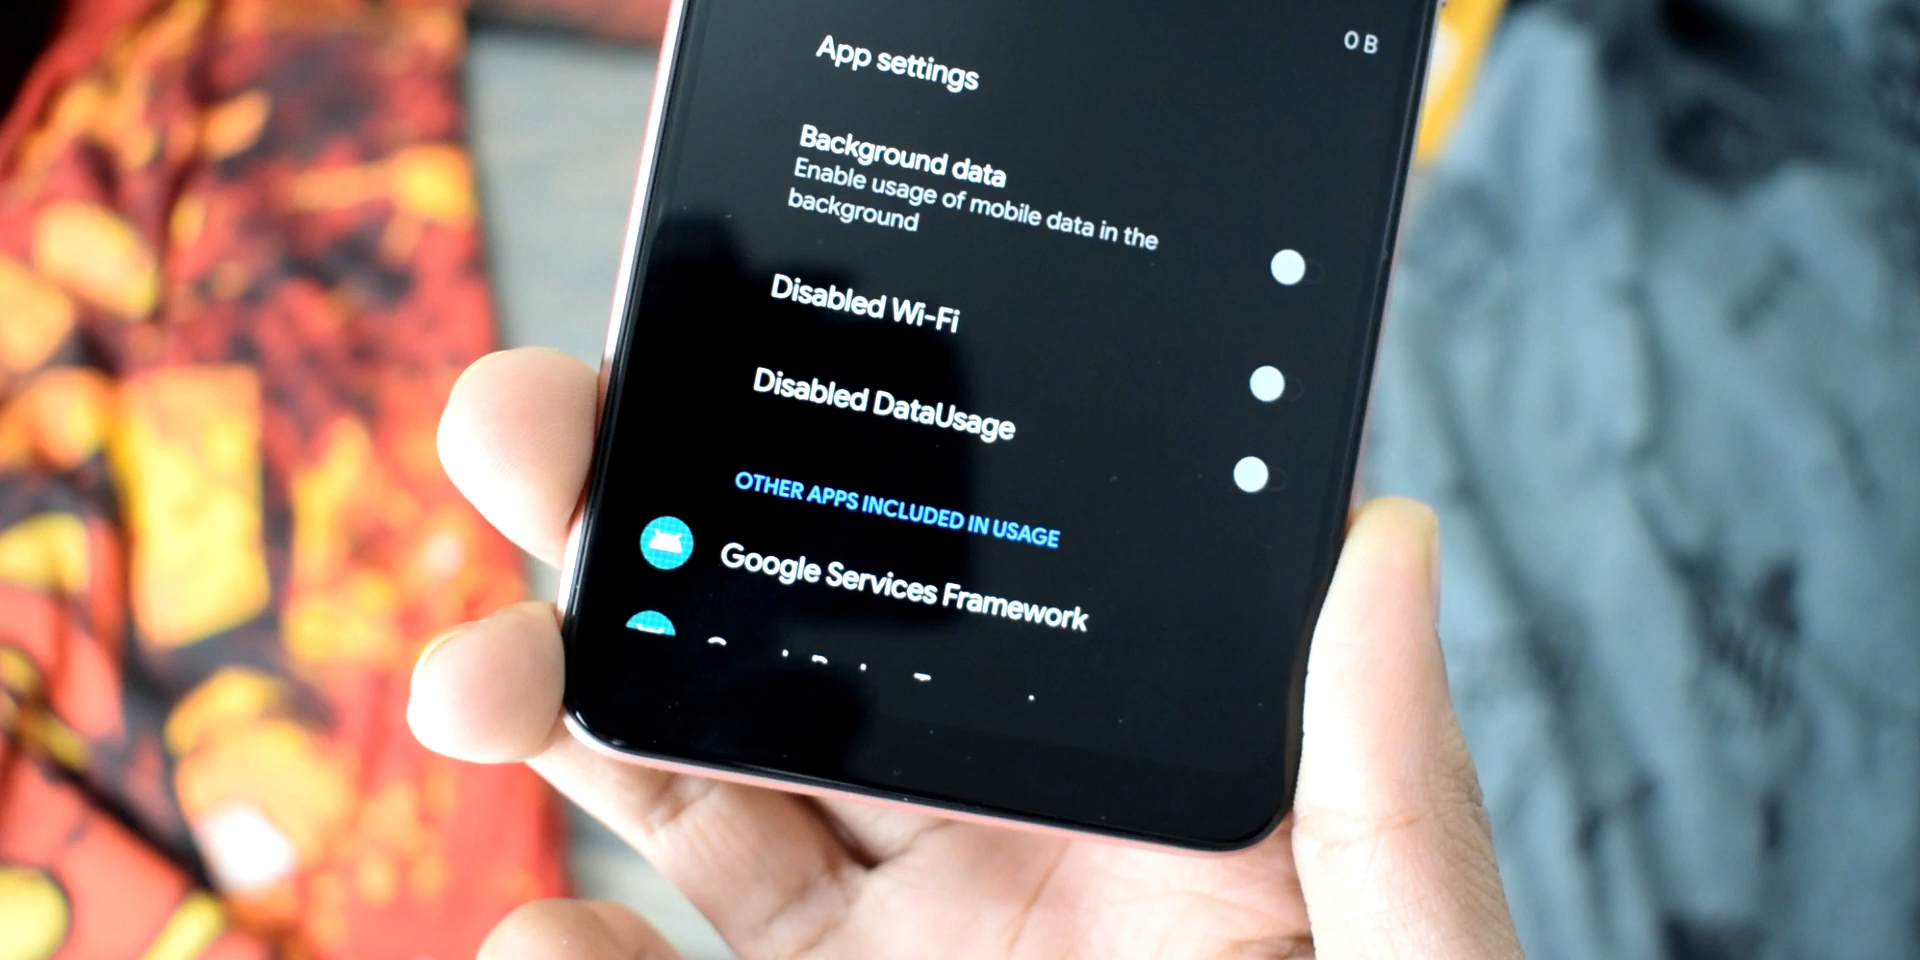 0 B
App settings
Background data
Enable usage of mobile data in the
background
Disabled Wi-Fi
Disabled DataUsage
OTHER APPS INCLUDED IN USAGE
Google Services Framework